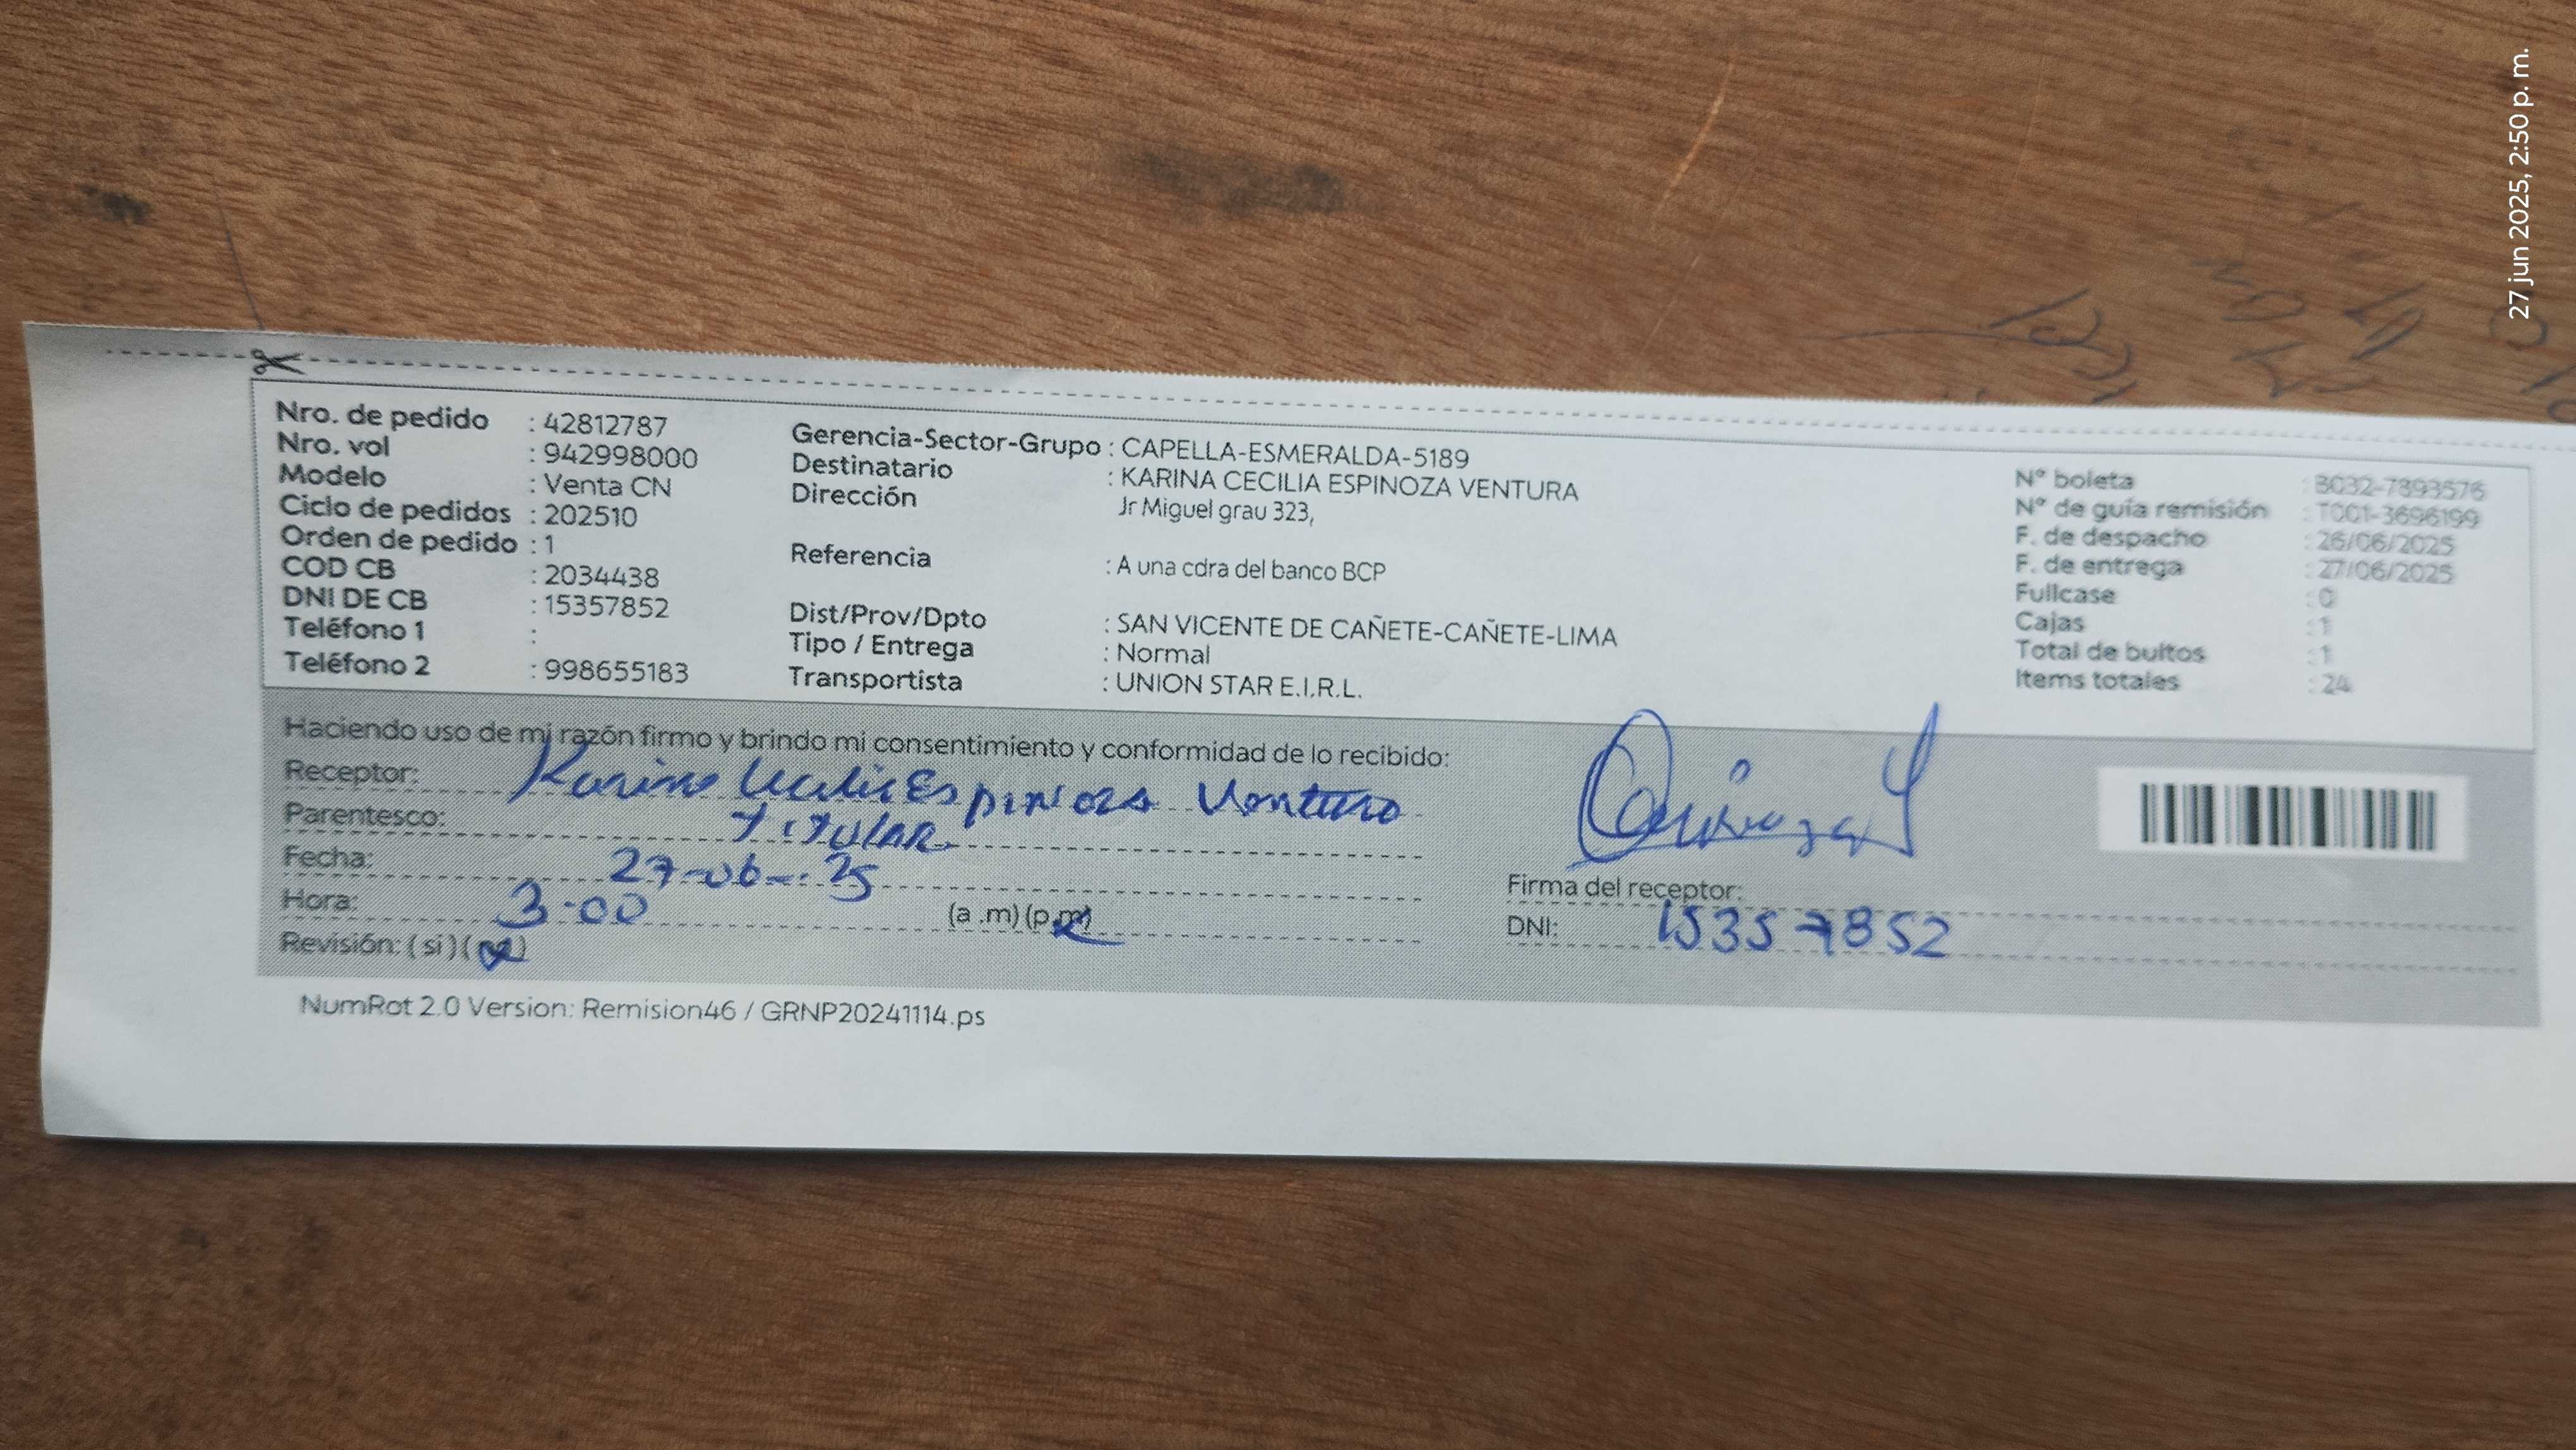 27 jun 2025, 2:50 p. m.
Nro. de pedido : 42812787
Nro. vol : 942998000
Modelo : Venta CN
Ciclo de pedidos : 202510
Orden de pedido : 1
COD CB : 2034438
DNI DE CB : 15357852
Teléfono 1 :
Teléfono 2 : 998655183
Gerencia-Sector-Grupo : CAPELLA-ESMERALDA-5189
Destinatario : KARINA CECILIA ESPINOZA VENTURA
Dirección Jr Miguel grau 323,
Referencia : A una cdra del banco BCP
Dist/Prov/Dpto : SAN VICENTE DE CAÑETE-CAÑETE-LIMA
Tipo / Entrega : Normal
Transportista : UNION STAR E.I.R.L.
N° boleta : B032-7893576
N° de guía remisión : T001-3696199
F. de despacho : 26/06/2025
F. de entrega : 27/06/2025
Fullcase : 0
Cajas : 1
Total de bultos : 1
Items totales : 24
Haciendo uso de mi razón firmo y brindo mi consentimiento y conformidad de lo recibido:
Receptor: Karina Cecilia Espinoza Ventura
Parentesco: titular
Fecha: 27-06-25
Hora: 3:00 (a .m) (p.m)
Revisión: ( si ) (no)
Firma del receptor:
DNI: 15357852
NumRot 2.0 Version: Remision46 / GRNP20241114.ps